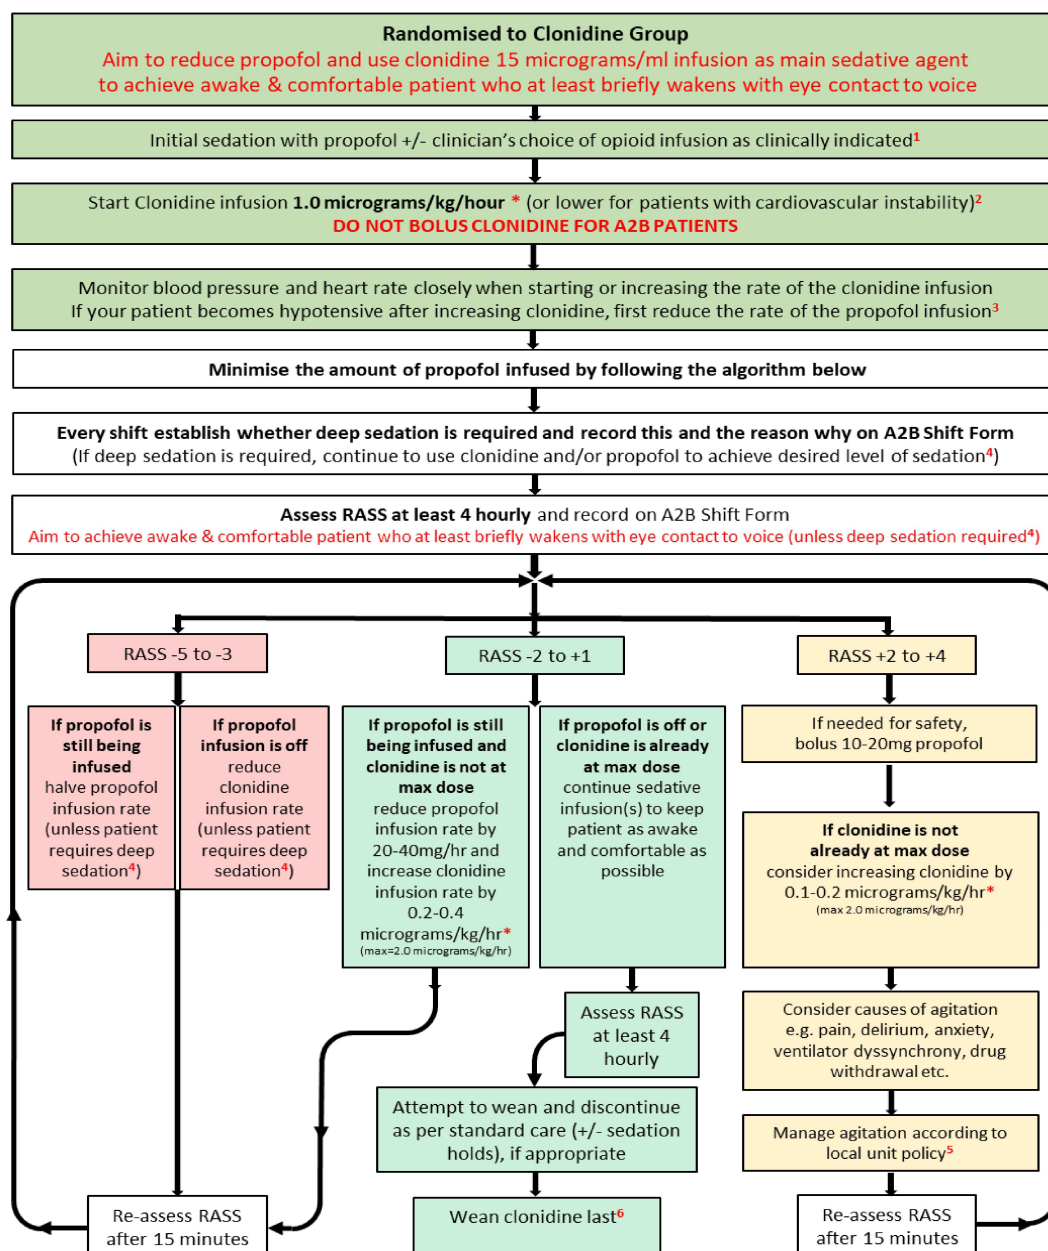 Randomised to Clonidine Group
Aim to reduce propofol and use clonidine 15 micrograms/ml infusion as main sedative agent
to achieve awake & comfortable patient who at least briefly wakens with eye contact to voice
Initial sedation with propofol +/- clinician's choice of opioid infusion as clinically indicated1
Start Clonidine infusion 1.0 micrograms/kg/hour * (or lower for patients with cardiovascular instability)2
DO NOT BOLUS CLONIDINE FOR A2B PATIENTS
Monitor blood pressure and heart rate closely when starting or increasing the rate of the clonidine infusion
If your patient becomes hypotensive after increasing clonidine, first reduce the rate of the propofol infusion3
Minimise the amount of propofol infused by following the algorithm below
Every shift establish whether deep sedation is required and record this and the reason why on A2B Shift Form
(If deep sedation is required, continue to use clonidine and/or propofol to achieve desired level of sedation4)
Assess RASS at least 4 hourly and record on A2B Shift Form
Aim to achieve awake & comfortable patient who at least briefly wakens with eye contact to voice (unless deep sedation required4)
RASS -5 to -3
If propofol is
still being
infused
halve propofol
infusion rate
(unless patient
requires deep
sedation4)
If propofol
infusion is off
reduce
clonidine
infusion rate
(unless patient
requires deep
sedation4)
Re-assess RASS
after 15 minutes
RASS -2 to +1
If propofol is still
being infused and
clonidine is not at
max dose
reduce propofol
infusion rate by
20-40mg/hr and
increase clonidine
infusion rate by
0.2-0.4
micrograms/kg/hr*
(max=2.0 micrograms/kg/hr)
If propofol is off or
clonidine is already
at max dose
continue sedative
infusion(s) to keep
patient as awake
and comfortable as
possible
Assess RASS
at least 4
hourly
Attempt to wean and discontinue
as per standard care (+/- sedation
holds), if appropriate
Wean clonidine last6
RASS +2 to +4
If needed for safety,
bolus 10-20mg propofol
If clonidine is not
already at max dose
consider increasing clonidine by
0.1-0.2 micrograms/kg/hr*
(max 2.0 micrograms/kg/hr)
Consider causes of agitation
e.g. pain, delirium, anxiety,
ventilator dyssynchrony, drug
withdrawal etc.
Manage agitation according to
local unit policy5
Re-assess RASS
after 15 minutes